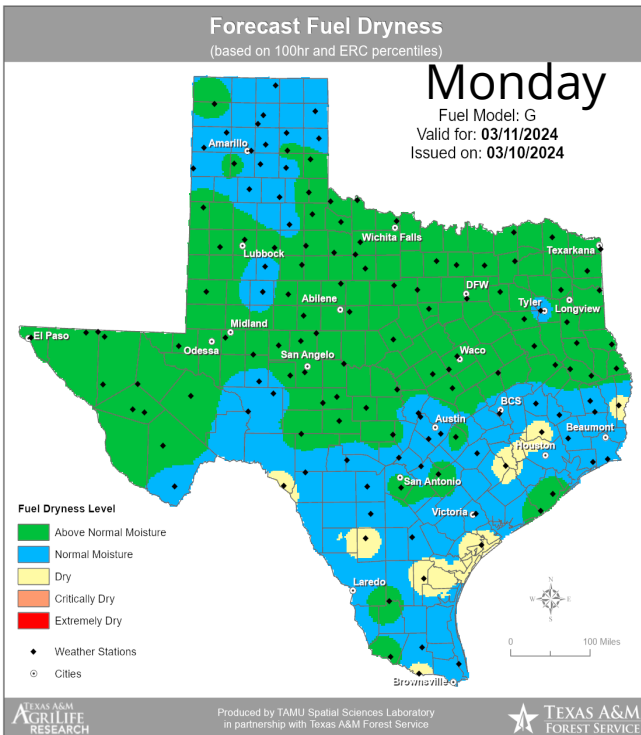 Forecast Fuel Dryness
(based on 100hr and ERC percentiles)
Monday
Fuel Model: G
Valid for: 03/11/2024
Issued on: 03/10/2024
Amarillo
Wichita Falls
Texarkana
Lubbock
DFW
Abilene
Tyler
Longview
Midland
El Paso
Odessa
San Angelo
Waco
BCS
Austin
Beaumont
Houston
San Antonio
Victoria
Laredo
Brownsville
Fuel Dryness Level
Above Normal Moisture
Normal Moisture
Dry
Critically Dry
Extremely Dry
Weather Stations
Cities
N
W
E
S
0
100 Miles
TEXAS A&M
AGRILIFE
RESEARCH
Produced by TAMU Spatial Sciences Laboratory
in partnership with Texas A&M Forest Service
TEXAS A&M
FOREST SERVICE